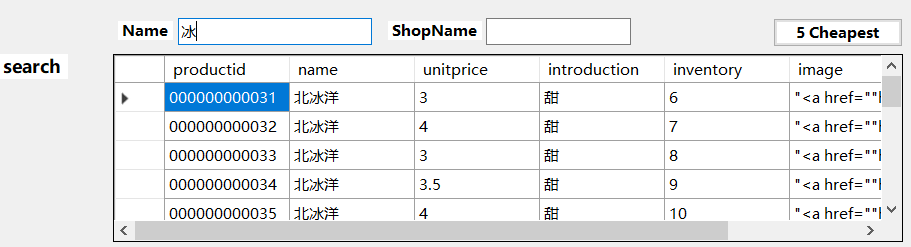 Name 冰 ShopName 5 Cheapest
search
productid name unitprice introduction inventory image
000000000031 北冰洋 3 甜 6 "<a href=""h
000000000032 北冰洋 4 甜 7 "<a href=""h
000000000033 北冰洋 3 甜 8 "<a href=""h
000000000034 北冰洋 3.5 甜 9 "<a href=""h
000000000035 北冰洋 4 甜 10 "<a href=""h